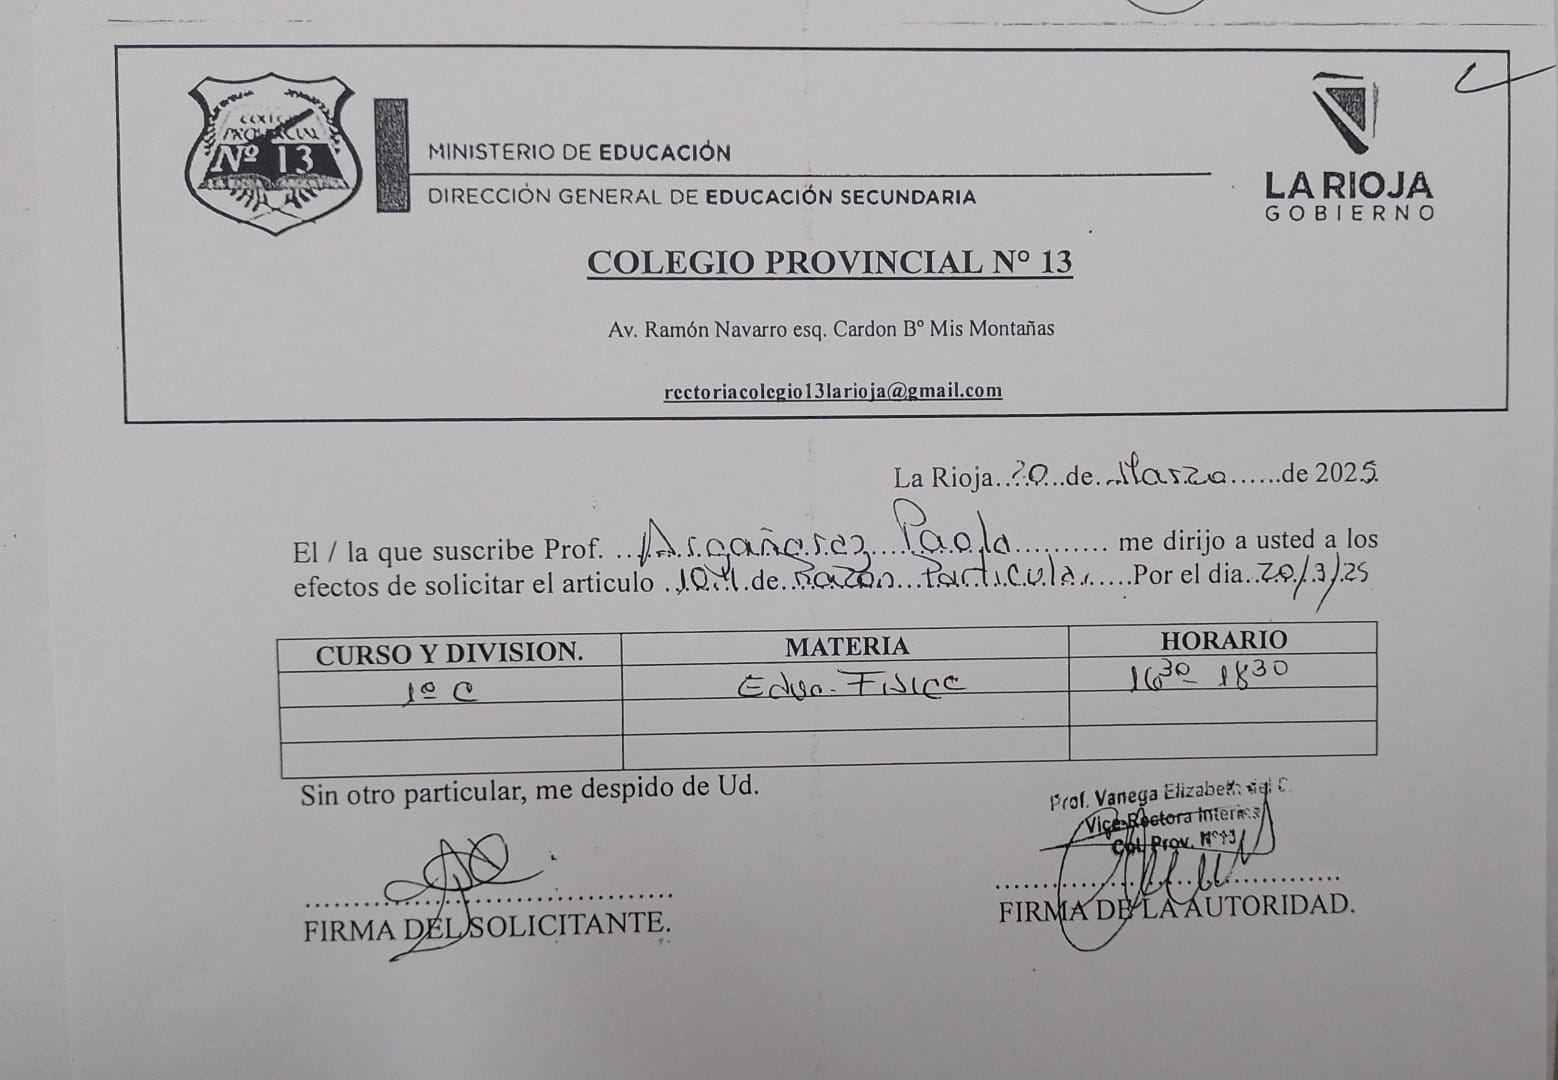 COLEGIO
PROVINCIAL
Nº 13
MINISTERIO DE EDUCACIÓN
DIRECCIÓN GENERAL DE EDUCACIÓN SECUNDARIA
LA RIOJA
GOBIERNO
COLEGIO PROVINCIAL N° 13
Av. Ramón Navarro esq. Cardon Bº Mis Montañas
rectoriacolegio13larioja@gmail.com
La Rioja..20...de...Marzo......de 2025
El / la que suscribe Prof. ...Argañaraz...Paola.......... me dirijo a usted a los
efectos de solicitar el articulo ..de..Razón...Particular.....Por el dia..20/3/25
CURSO Y DIVISION. MATERIA HORARIO
1º C Educ. Fisica 16³⁰ - 18³⁰
Sin otro particular, me despido de Ud.
Prof. Vanega Elizabeth del C.
Vice-Rectora Interina
Col. Prov. N°13
FIRMA DEL SOLICITANTE.
FIRMA DE LA AUTORIDAD.